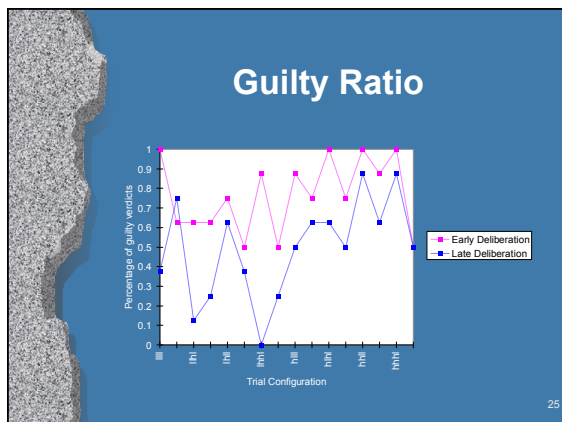 Guilty Ratio
Percentage of guilty verdicts
1
0.9
0.8
0.7
0.6
0.5
0.4
0.3
0.2
0.1
0
llll
llhl
lhll
lhhl
hlll
hlhl
hhll
hhhl
Trial Configuration
Early Deliberation
Late Deliberation
25